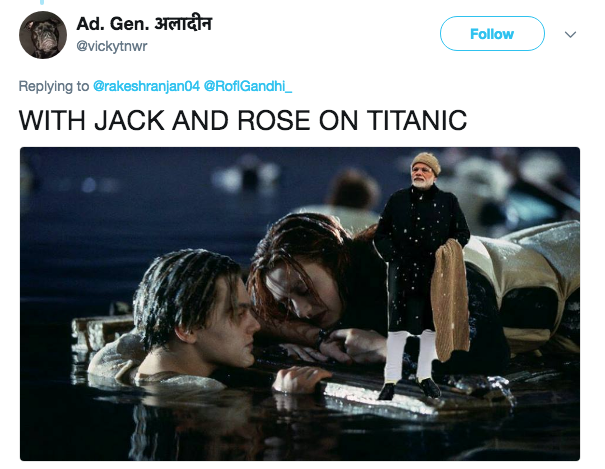 Ad. Gen. अलादीन
@vickytnwr
Follow
Replying to @rakeshranjan04 @RoflGandhi_
WITH JACK AND ROSE ON TITANIC